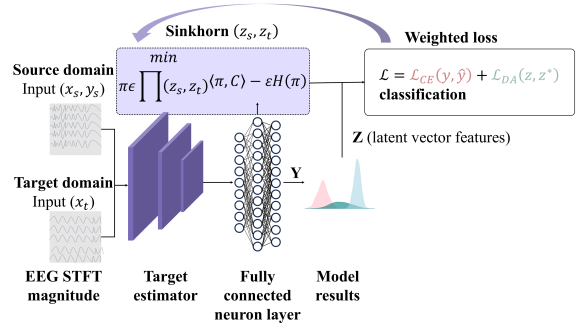 Sinkhorn (z_s, z_t)
Weighted loss
min
πϵ ∏(z_s, z_t)⟨π, C⟩ − εH(π)
ℒ = ℒ_CE(y, ŷ) + ℒ_DA(z, z*)
classification
Source domain
Input (x_s, y_s)
Z (latent vector features)
Target domain
Input (x_t)
Y
EEG STFT
magnitude
Target
estimator
Fully
connected
neuron layer
Model
results